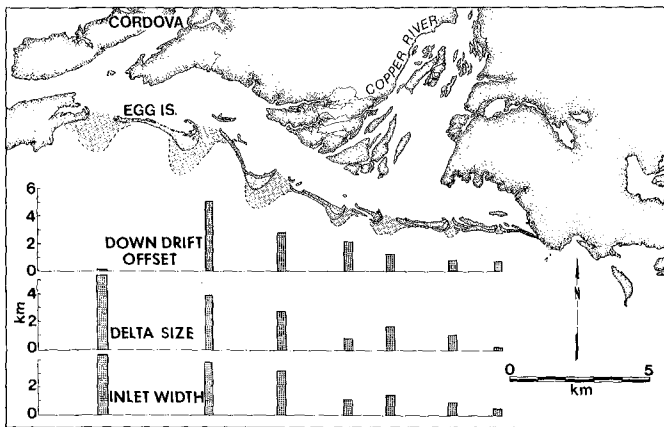 CORDOVA
COPPER RIVER
EGG IS.
6
4
2
0
DOWN DRIFT
OFFSET
km
4
2
0
DELTA SIZE
2
0
INLET WIDTH
N
0 5
km